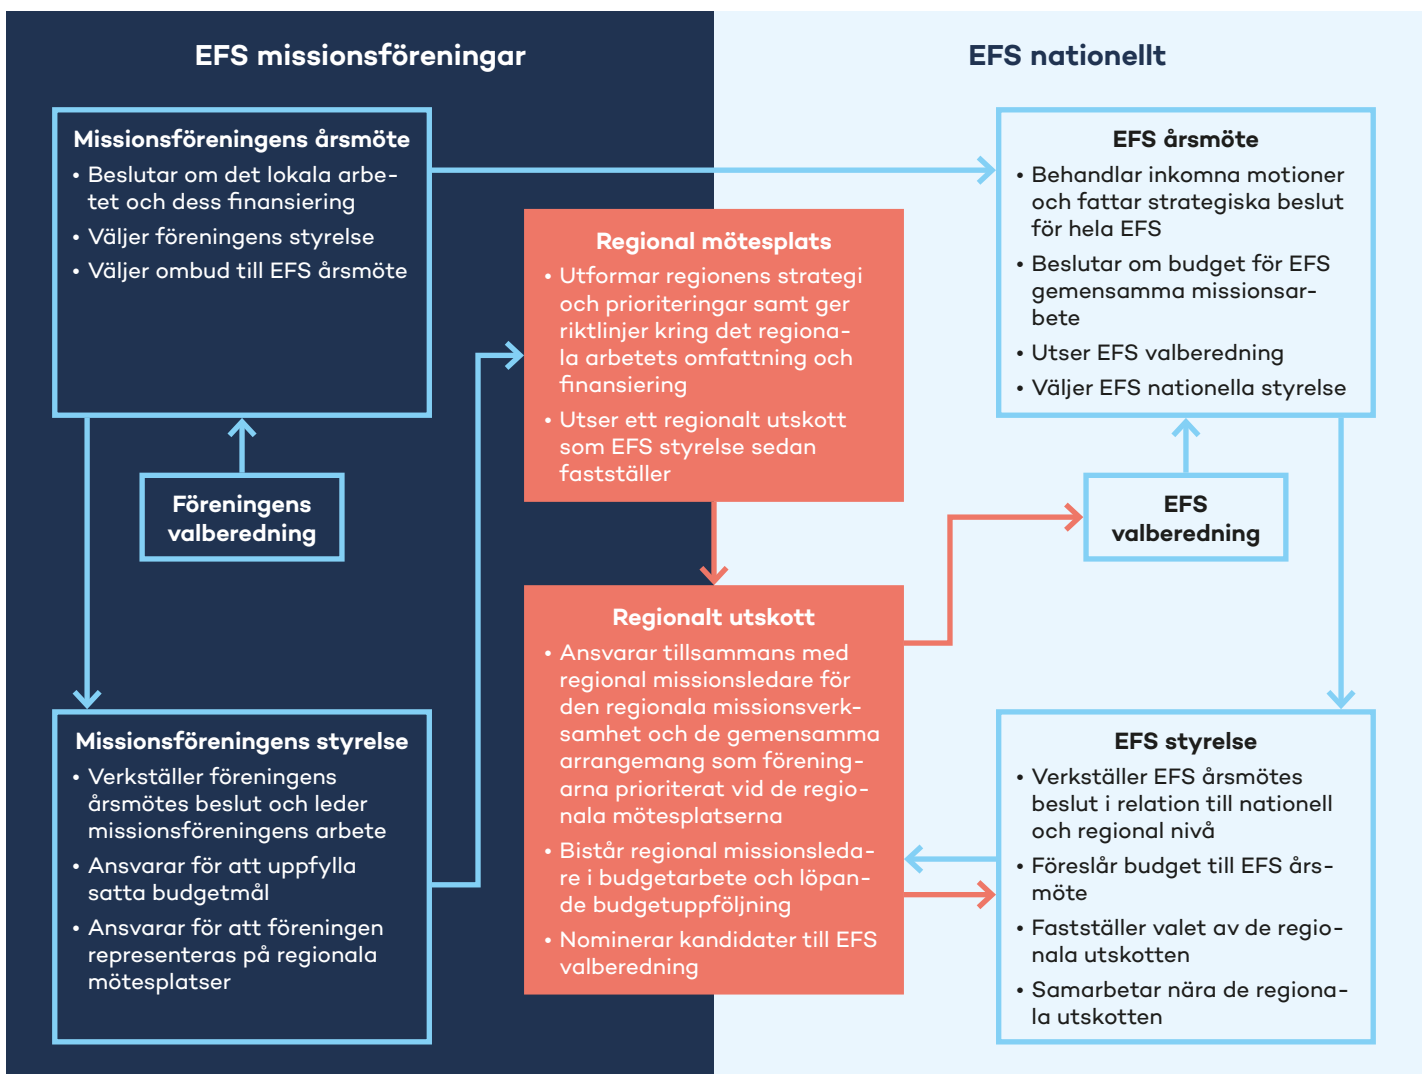 EFS missionsföreningar
EFS nationellt
Missionsföreningens årsmöte
• Beslutar om det lokala arbe-
tet och dess finansiering
• Väljer föreningens styrelse
• Väljer ombud till EFS årsmöte
Föreningens
valberedning
Missionsföreningens styrelse
• Verkställer föreningens
årsmötes beslut och leder
missionsföreningens arbete
• Ansvarar för att uppfylla
satta budgetmål
• Ansvarar för att föreningen
representeras på regionala
mötesplatser
Regional mötesplats
• Utformar regionens strategi
och prioriteringar samt ger
riktlinjer kring det regiona-
la arbetets omfattning och
finansiering
• Utser ett regionalt utskott
som EFS styrelse sedan
fastställer
Regionalt utskott
• Ansvarar tillsammans med
regional missionsledare för
den regionala missionsverk-
samhet och de gemensamma
arrangemang som förening-
arna prioriterat vid de regio-
nala mötesplatserna
• Bistår regional missionsleda-
re i budgetarbete och löpan-
de budgetuppföljning
• Nominerar kandidater till EFS
valberedning
EFS årsmöte
• Behandlar inkomna motioner
och fattar strategiska beslut
för hela EFS
• Beslutar om budget för EFS
gemensamma missionsar-
bete
• Utser EFS valberedning
• Väljer EFS nationella styrelse
EFS
valberedning
EFS styrelse
• Verkställer EFS årsmötes
beslut i relation till nationell
och regional nivå
• Föreslår budget till EFS års-
möte
• Fastställer valet av de regio-
nala utskotten
• Samarbetar nära de regiona-
la utskotten